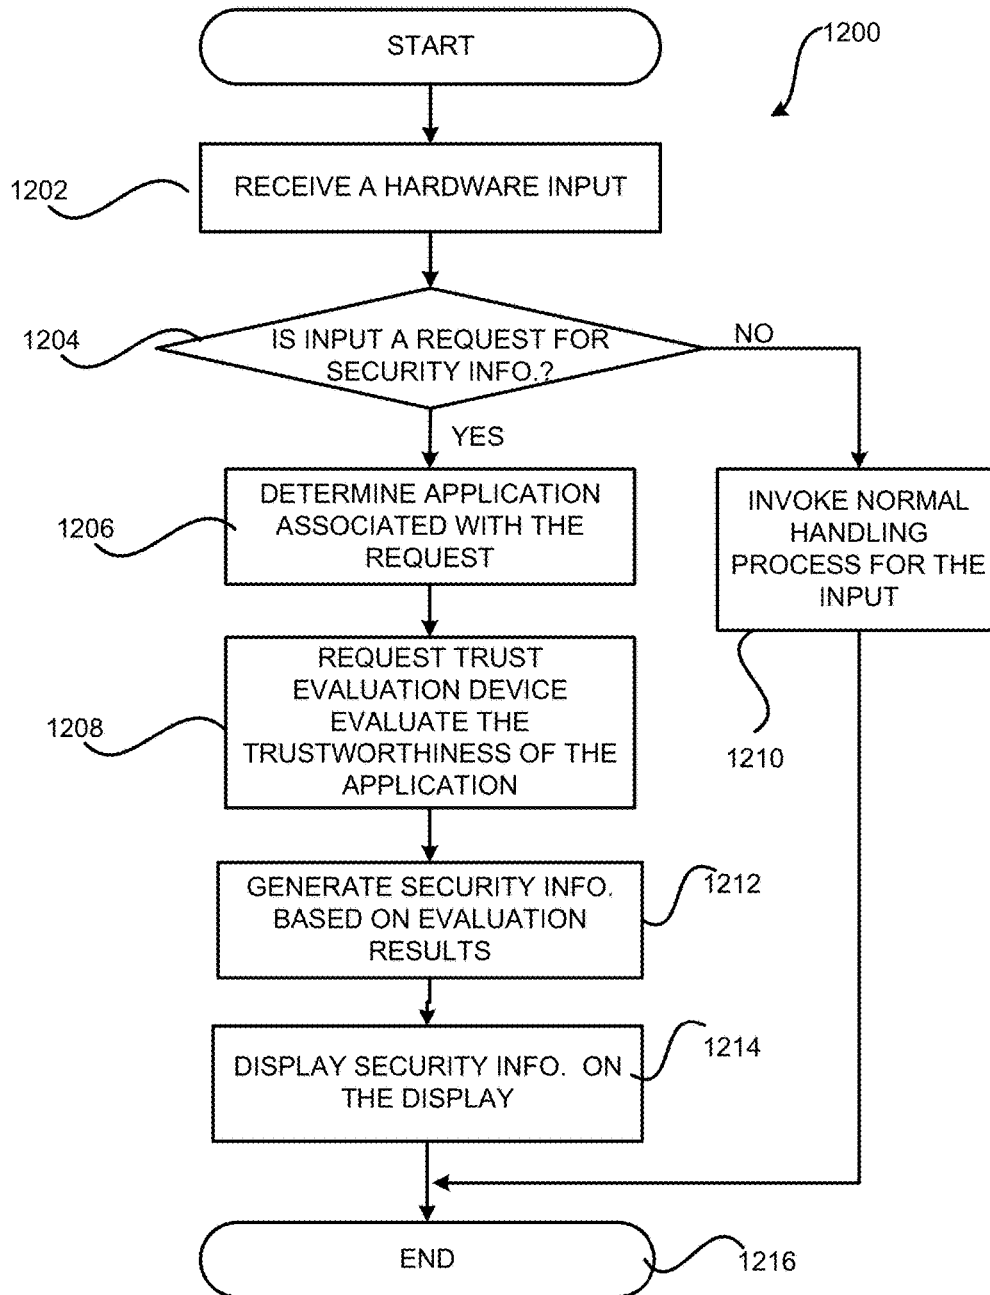 START
1200
1202
RECEIVE A HARDWARE INPUT
1204
IS INPUT A REQUEST FOR
SECURITY INFO.?
NO
YES
1206
DETERMINE APPLICATION
ASSOCIATED WITH THE
REQUEST
INVOKE NORMAL
HANDLING
PROCESS FOR THE
INPUT
1210
1208
REQUEST TRUST
EVALUATION DEVICE
EVALUATE THE
TRUSTWORTHINESS OF THE
APPLICATION
GENERATE SECURITY INFO.
BASED ON EVALUATION
RESULTS
1212
DISPLAY SECURITY INFO. ON
THE DISPLAY
1214
END
1216